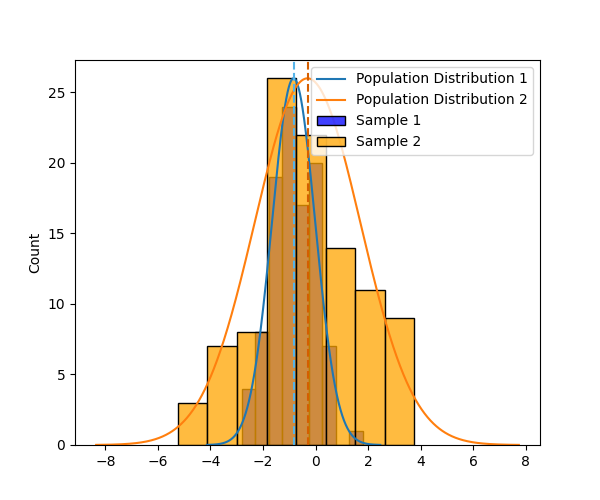 Population Distribution 1
Population Distribution 2
Sample 1
Sample 2
Count
25
20
15
10
5
0
−8 −6 −4 −2 0 2 4 6 8